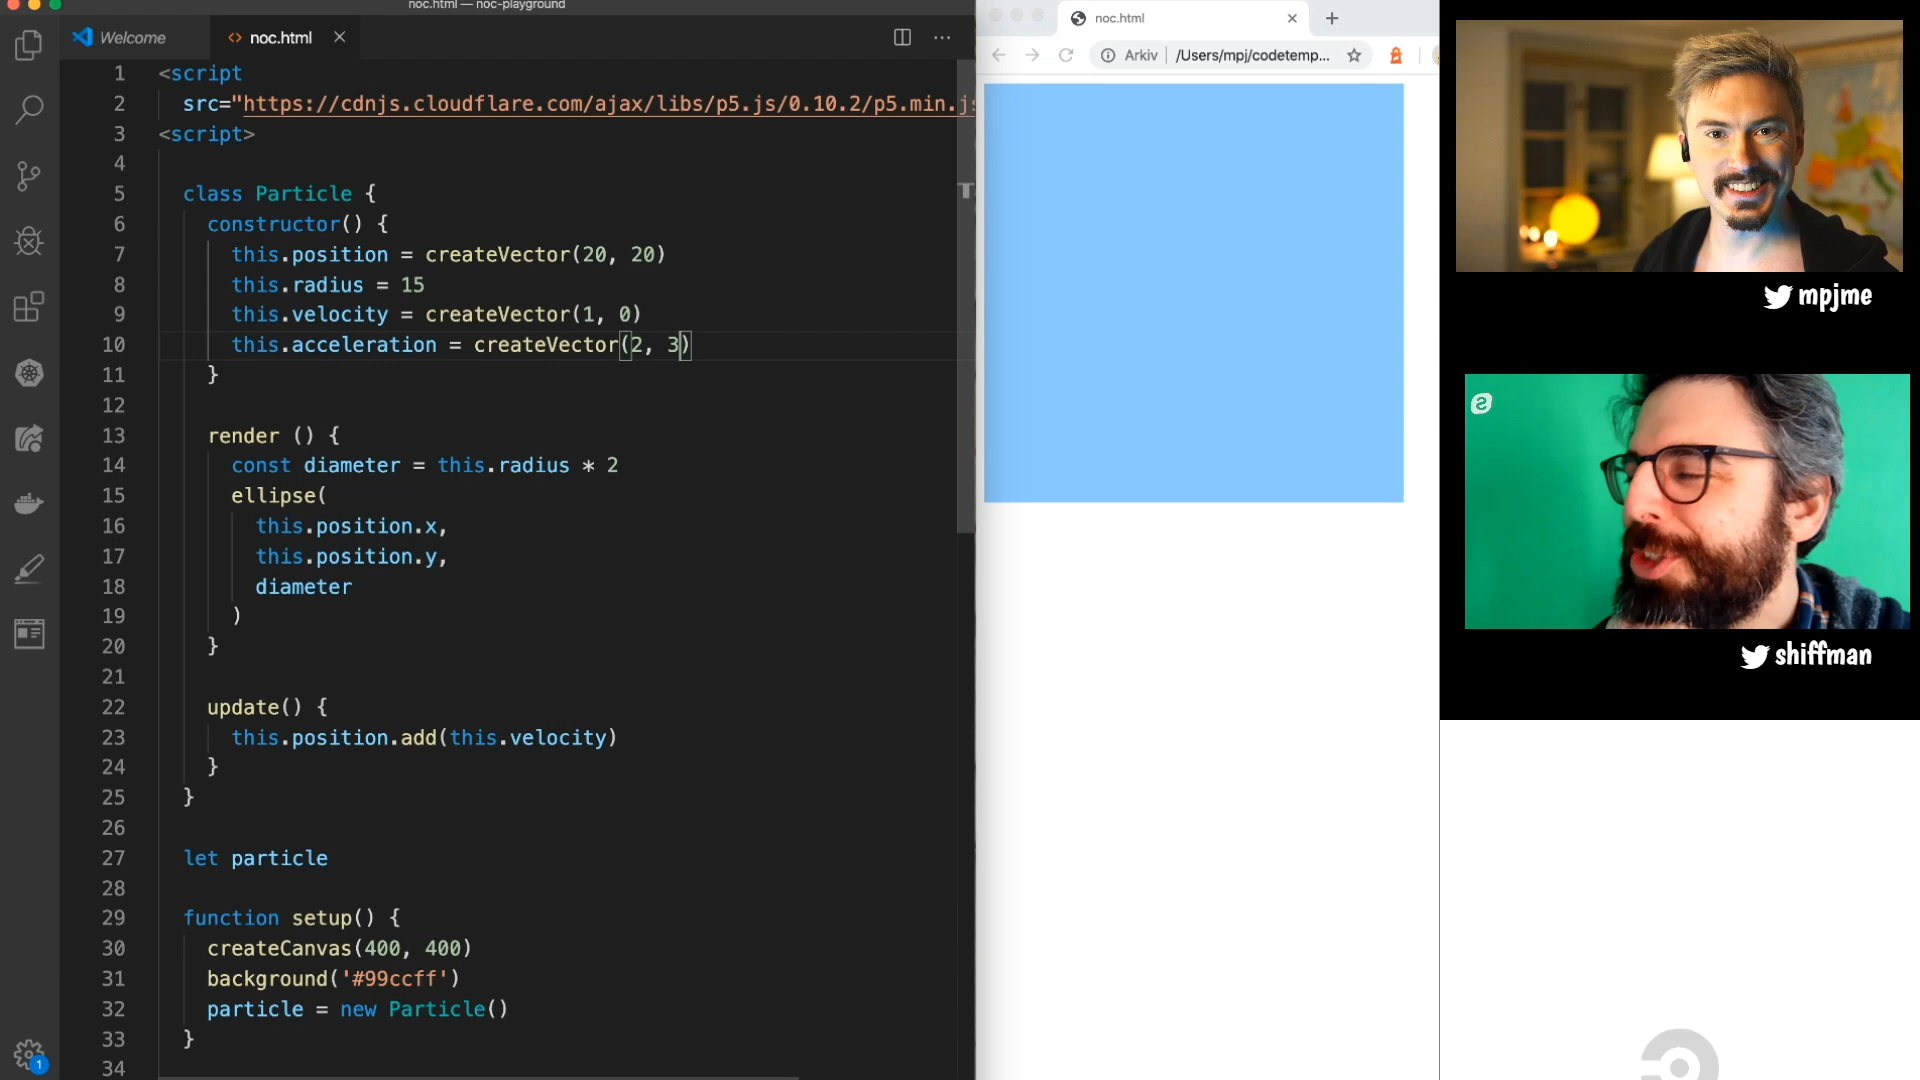 noc.html — noc-playground
Welcome
<> noc.html
1 <script
2 src="https://cdnjs.cloudflare.com/ajax/libs/p5.js/0.10.2/p5.min.js
3 <script>
4
5 class Particle {
6 constructor() {
7 this.position = createVector(20, 20)
8 this.radius = 15
9 this.velocity = createVector(1, 0)
10 this.acceleration = createVector(2, 3)
11 }
12
13 render () {
14 const diameter = this.radius * 2
15 ellipse(
16 this.position.x,
17 this.position.y,
18 diameter
19 )
20 }
21
22 update() {
23 this.position.add(this.velocity)
24 }
25 }
26
27 let particle
28
29 function setup() {
30 createCanvas(400, 400)
31 background('#99ccff')
32 particle = new Particle()
33 }
34
1
noc.html
Arkiv | /Users/mpj/codetemp...
mpjme
shiffman